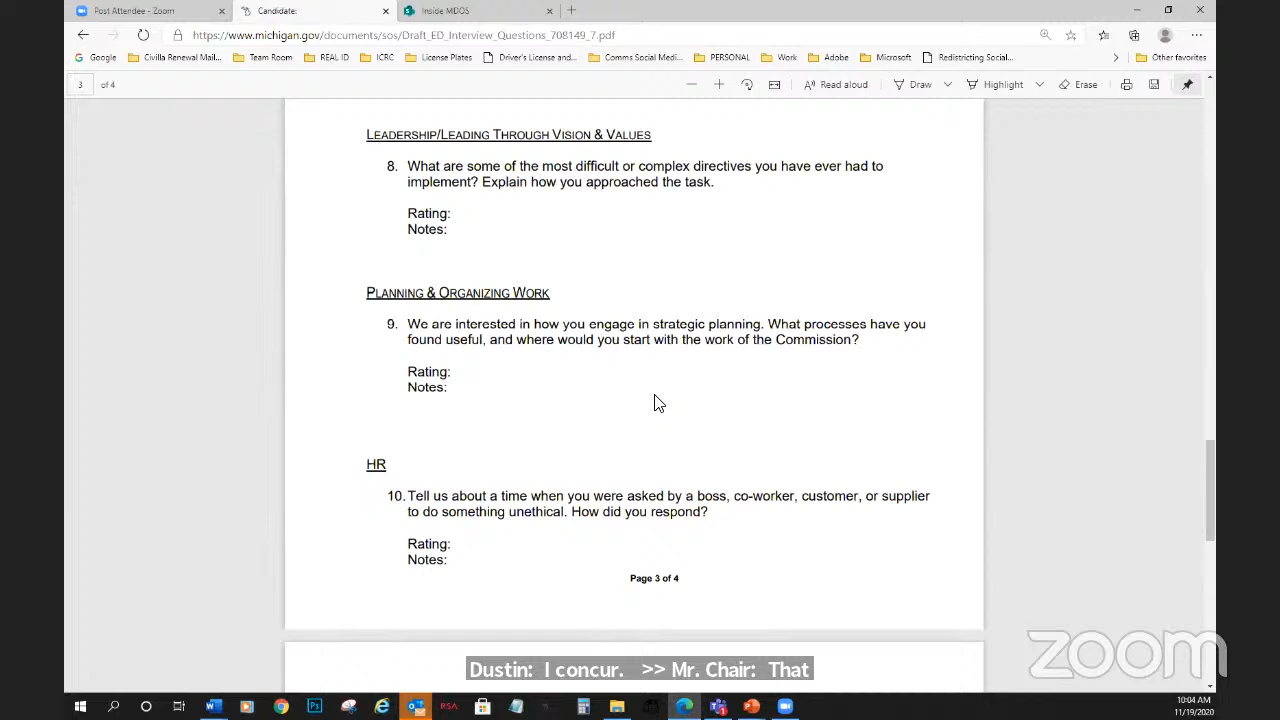 Post Attendee - Zoom
Candidate:
Inside MDOS
https://www.michigan.gov/documents/sos/Draft_ED_Interview_Questions_708149_7.pdf
Google
Civilla Renewal Mail...
Team Room
REAL ID
ICRC
License Plates
Driver's License and...
Comms Social Medi...
PERSONAL
Work
Adobe
Microsoft
Redistricting Social...
Other favorites
3 of 4
Read aloud
Draw
Highlight
Erase
LEADERSHIP/LEADING THROUGH VISION & VALUES
8. What are some of the most difficult or complex directives you have ever had to
implement? Explain how you approached the task.
Rating:
Notes:
PLANNING & ORGANIZING WORK
9. We are interested in how you engage in strategic planning. What processes have you
found useful, and where would you start with the work of the Commission?
Rating:
Notes:
HR
10. Tell us about a time when you were asked by a boss, co-worker, customer, or supplier
to do something unethical. How did you respond?
Rating:
Notes:
Page 3 of 4
zoom
Dustin: I concur. >> Mr. Chair: That
RSA
10:04 AM
11/19/2020